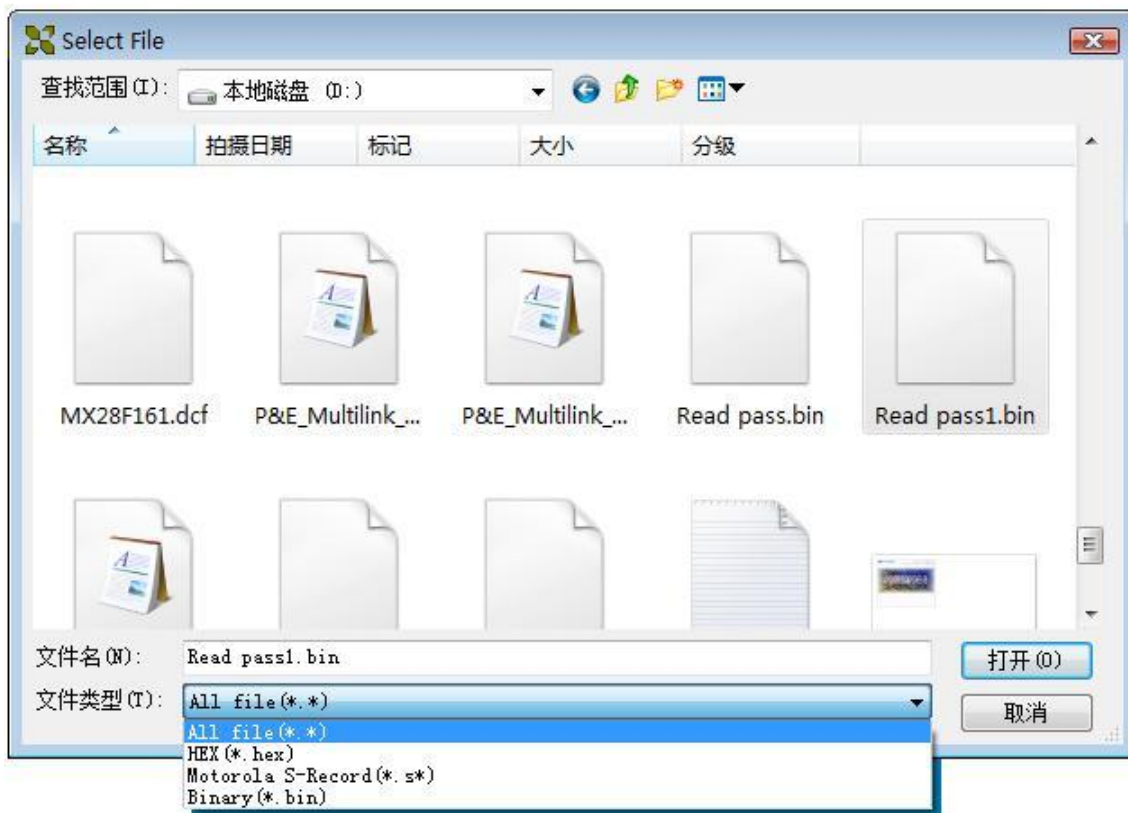 Select File
查找范围(I): 本地磁盘 (D:)
名称 拍摄日期 标记 大小 分级
MX28F161.dcf P&E_Multilink_... P&E_Multilink_... Read pass.bin Read pass1.bin
文件名(N): Read pass1.bin 打开(O)
文件类型(T): All file(*.*) 取消
All file(*.*)
HEX(*.hex)
Motorola S-Record(*.s*)
Binary(*.bin)